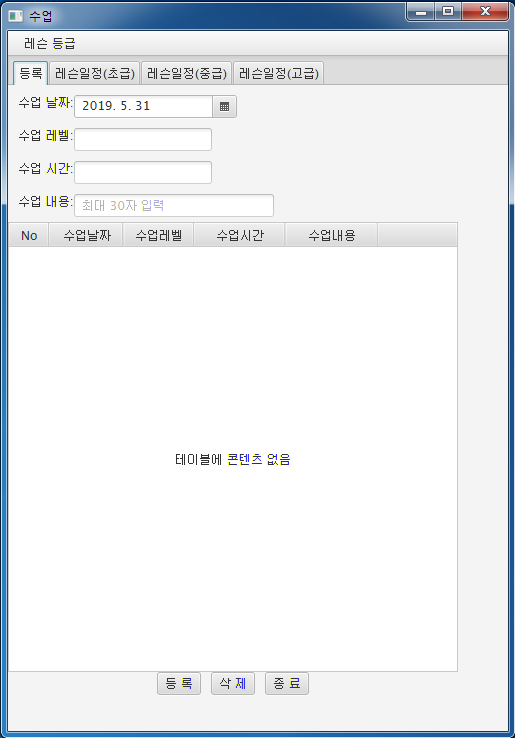 수업
레슨 등급
등록 레슨일정(초급) 레슨일정(중급) 레슨일정(고급)
수업 날짜: 2019. 5. 31
수업 레벨:
수업 시간:
수업 내용: 최대 30자 입력
No 수업날짜 수업레벨 수업시간 수업내용
테이블에 콘텐츠 없음
등 록 삭 제 종 료